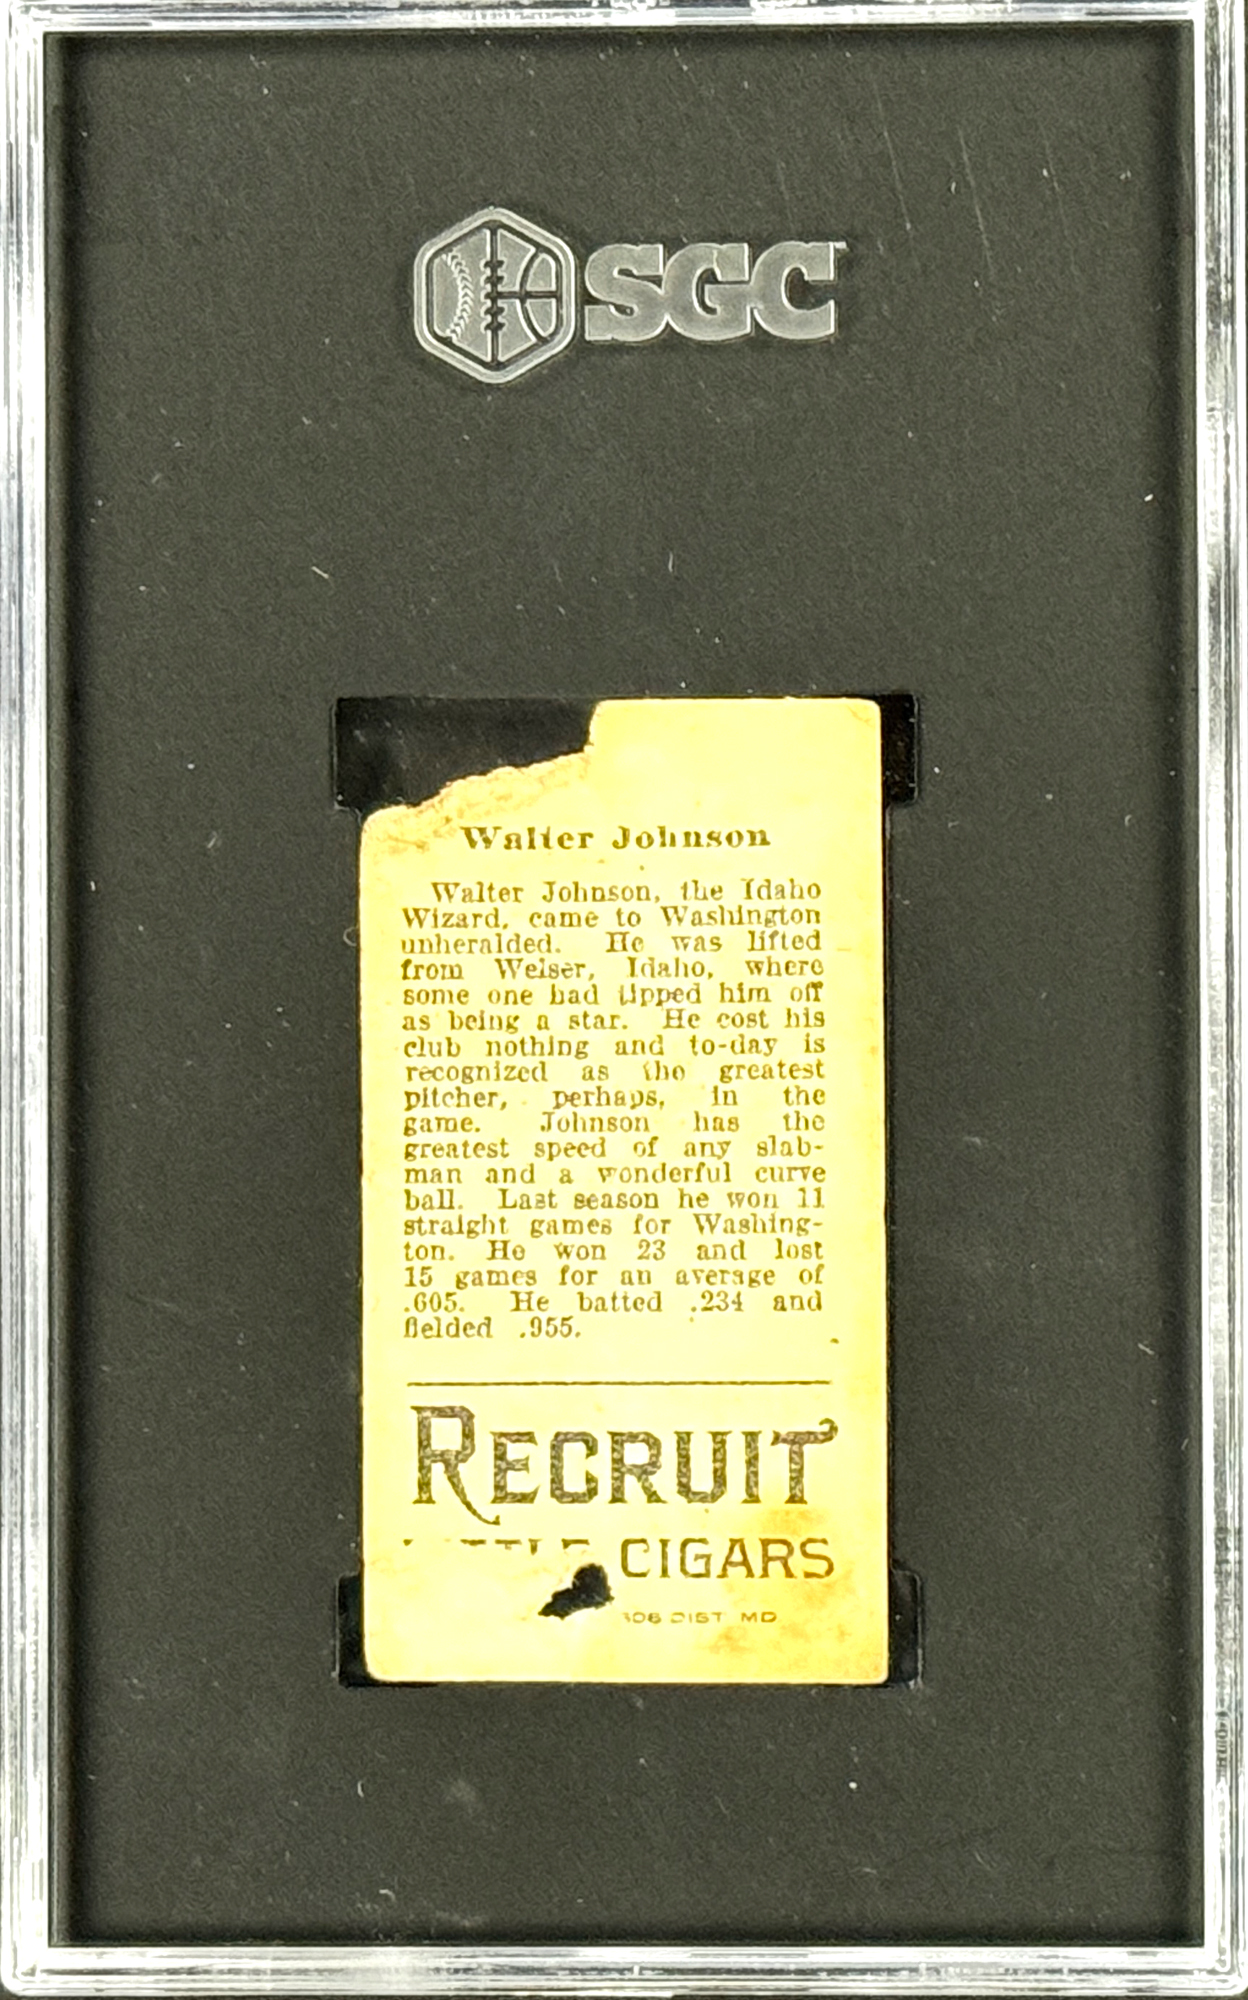 SGC
Walter Johnson
Walter Johnson, the Idaho
Wizard, came to Washington
unheralded. He was lifted
from Weiser, Idaho, where
some one had tipped him off
as being a star. He cost his
club nothing and to-day is
recognized as the greatest
pitcher, perhaps, in the
game. Johnson has the
greatest speed of any slab-
man and a wonderful curve
ball. Last season he won 11
straight games for Washing-
ton. He won 23 and lost
15 games for an average of
.605. He batted .234 and
fielded .955.
RECRUIT
CIGARS
DIST MD